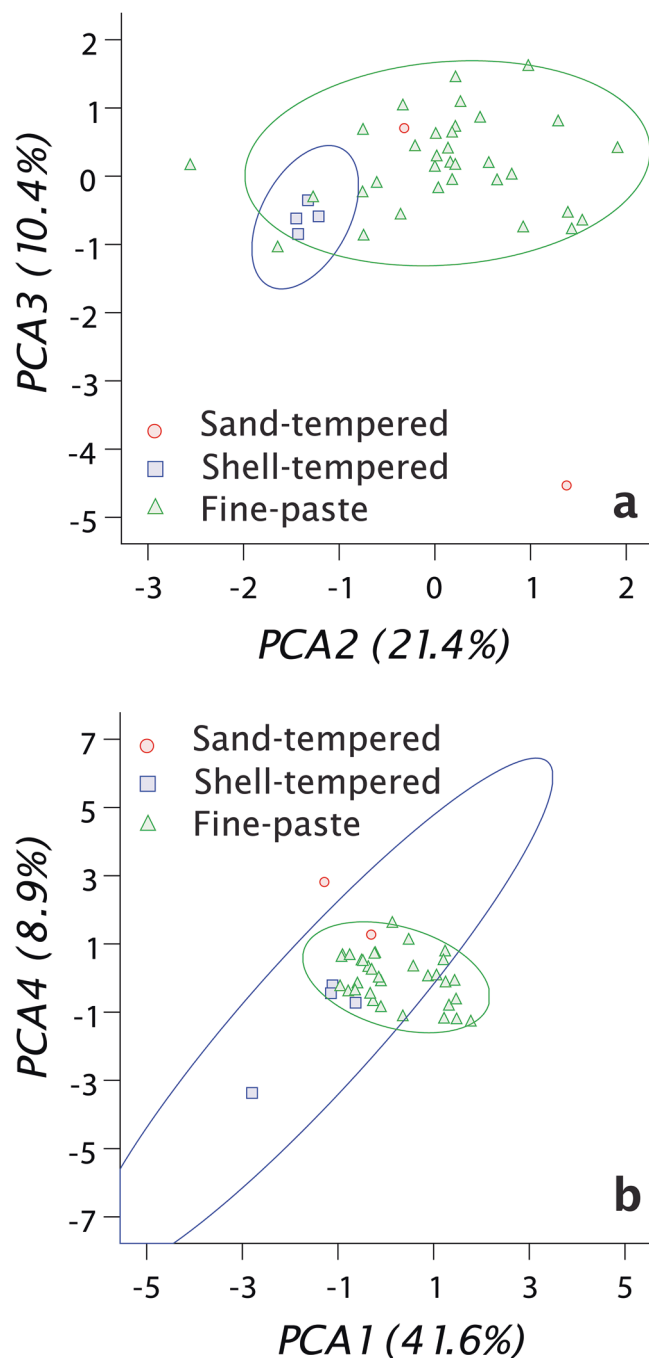 2
1
0
-1
-2
-3
-4
-5
PCA3 (10.4%)
Sand-tempered
Shell-tempered
Fine-paste
a
-3 -2 -1 0 1 2
PCA2 (21.4%)
7
5
3
1
-1
-3
-5
-7
PCA4 (8.9%)
Sand-tempered
Shell-tempered
Fine-paste
b
-5 -3 -1 1 3 5
PCA1 (41.6%)